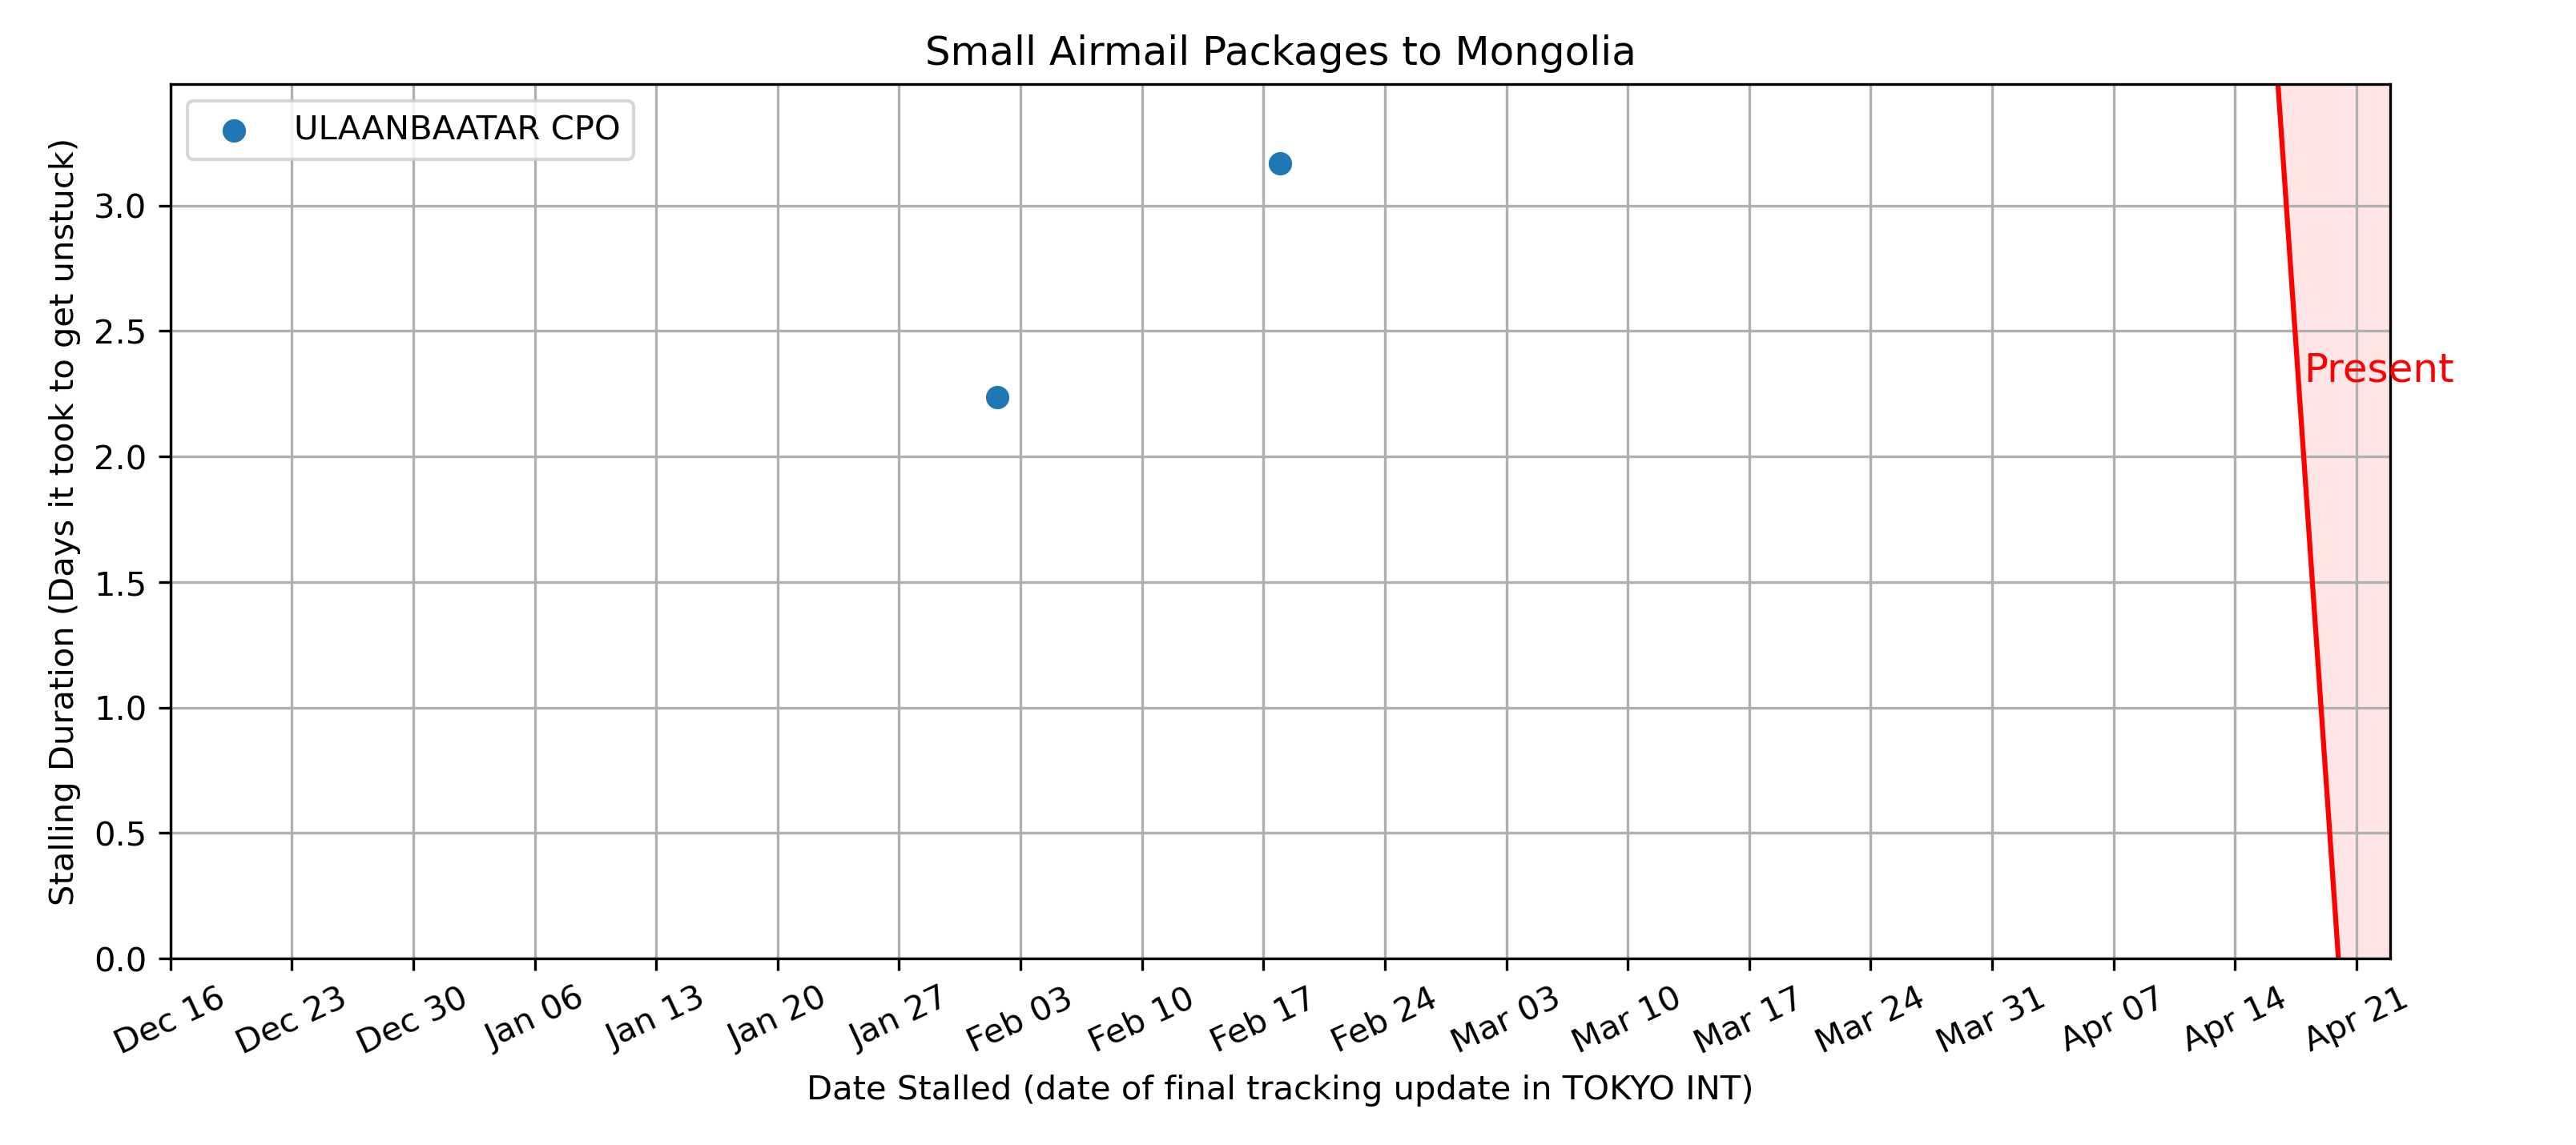 Small Airmail Packages to Mongolia
ULAANBAATAR CPO
Stalling Duration (Days it took to get unstuck)
3.0
2.5
2.0
1.5
1.0
0.5
0.0
Present
Dec 16
Dec 23
Dec 30
Jan 06
Jan 13
Jan 20
Jan 27
Feb 03
Feb 10
Feb 17
Feb 24
Mar 03
Mar 10
Mar 17
Mar 24
Mar 31
Apr 07
Apr 14
Apr 21
Date Stalled (date of final tracking update in TOKYO INT)